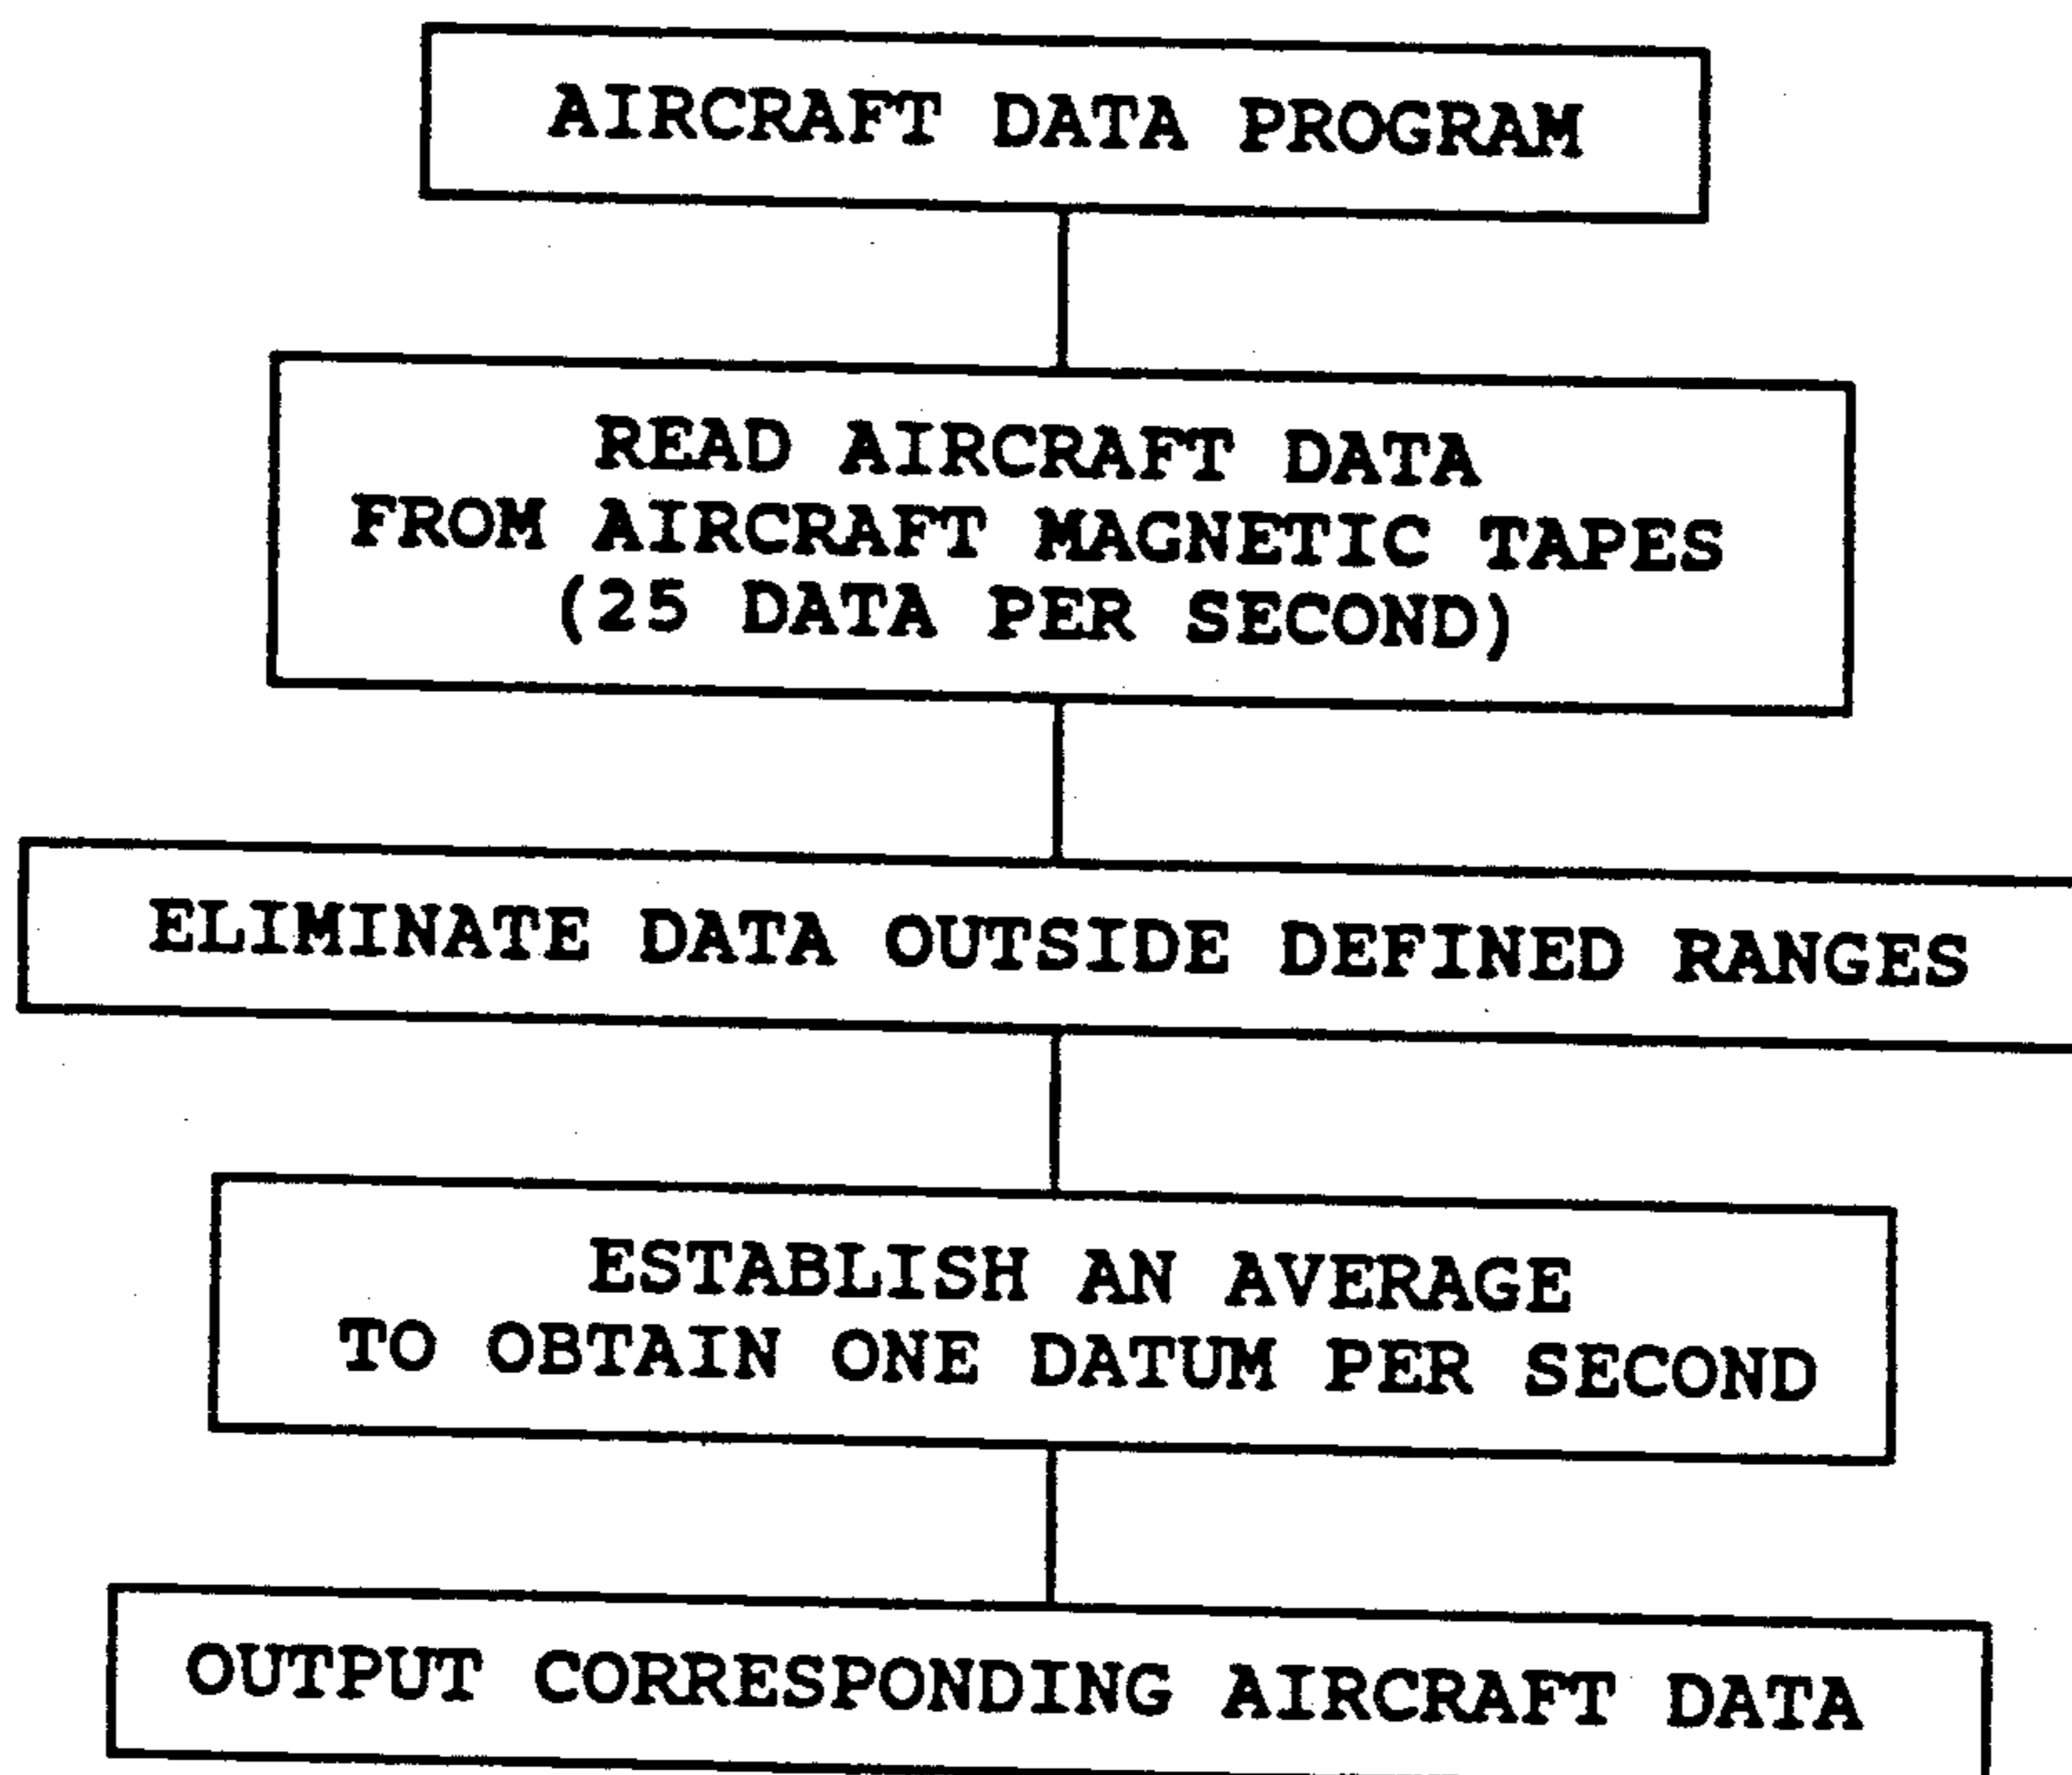 AIRCRAFT DATA PROGRAM
READ AIRCRAFT DATA
FROM AIRCRAFT MAGNETIC TAPES
(25 DATA PER SECOND)
ELIMINATE DATA OUTSIDE DEFINED RANGES
ESTABLISH AN AVERAGE
TO OBTAIN ONE DATUM PER SECOND
OUTPUT CORRESPONDING AIRCRAFT DATA